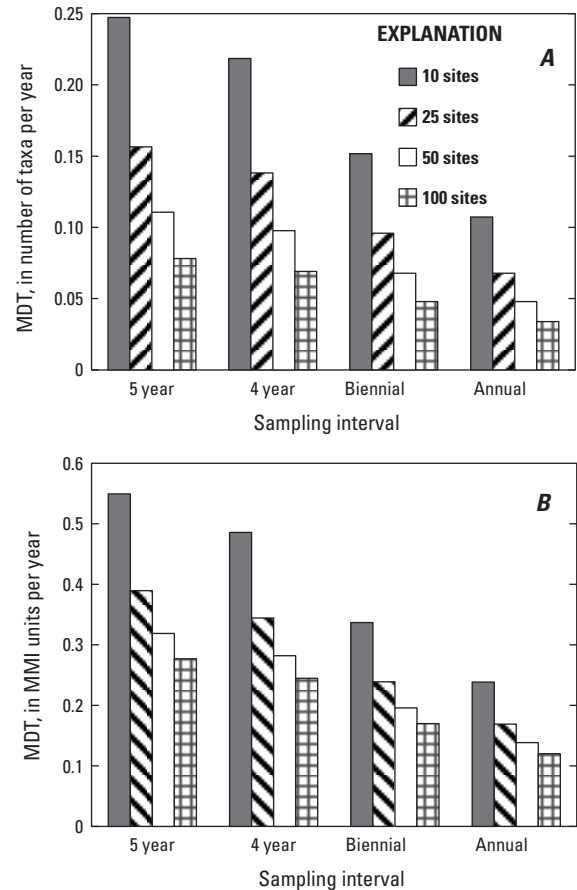 EXPLANATION
A
10 sites
25 sites
50 sites
100 sites
MDT, in number of taxa per year
0.25
0.20
0.15
0.10
0.05
0
5 year 4 year Biennial Annual
Sampling interval
B
MDT, in MMI units per year
0.6
0.5
0.4
0.3
0.2
0.1
0
5 year 4 year Biennial Annual
Sampling interval